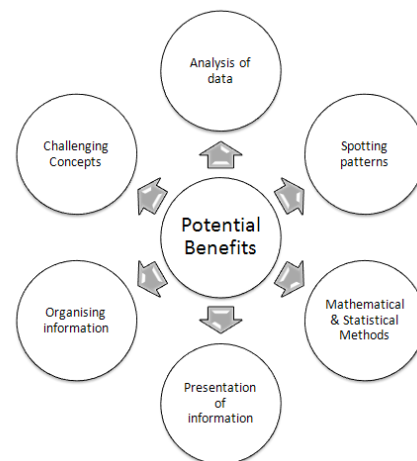 Analysis of
data
Challenging
Concepts
Spotting
patterns
Potential
Benefits
Organising
information
Mathematical
& Statistical
Methods
Presentation
of
information